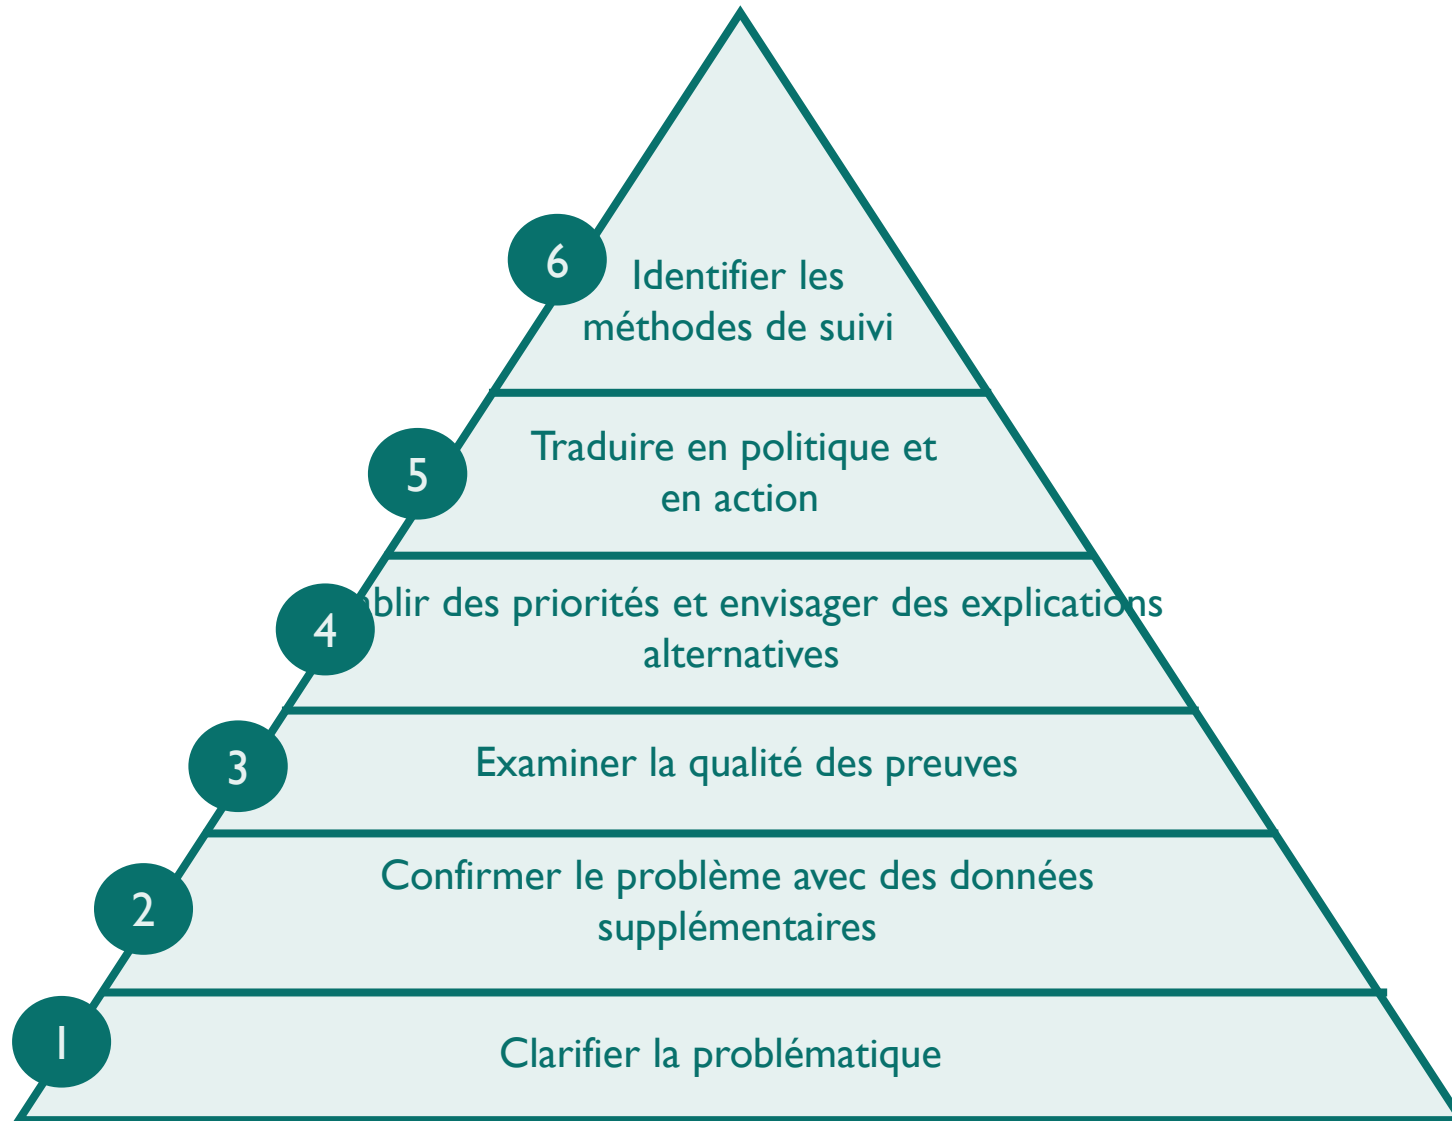 6
Identifier les
méthodes de suivi
5
Traduire en politique et
en action
4
blir des priorités et envisager des explications
alternatives
3
Examiner la qualité des preuves
2
Confirmer le problème avec des données
supplémentaires
1
Clarifier la problématique